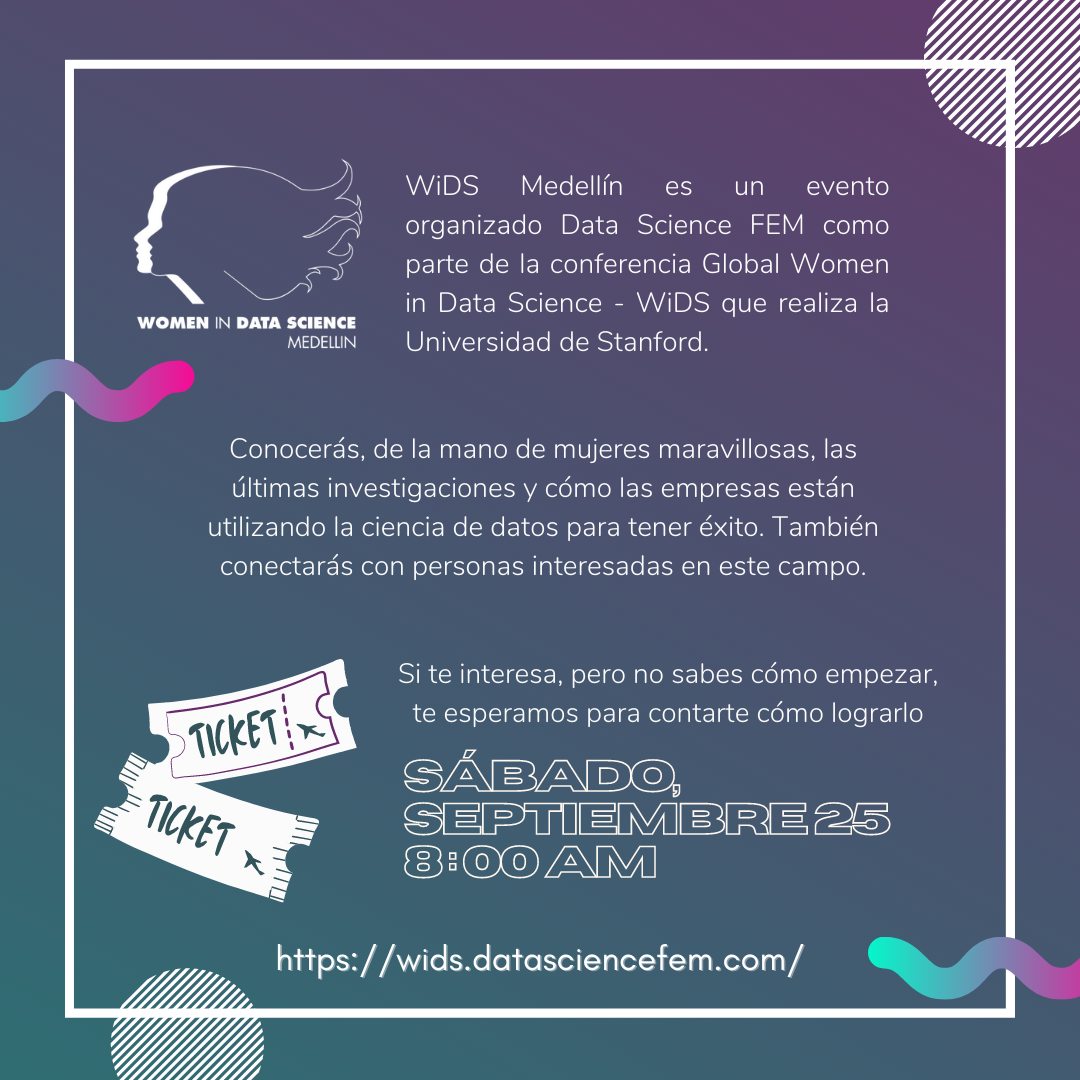 WOMEN IN DATA SCIENCE
MEDELLIN
WiDS Medellín es un evento
organizado Data Science FEM como
parte de la conferencia Global Women
in Data Science - WiDS que realiza la
Universidad de Stanford.
Conocerás, de la mano de mujeres maravillosas, las
últimas investigaciones y cómo las empresas están
utilizando la ciencia de datos para tener éxito. También
conectarás con personas interesadas en este campo.
TICKET
TICKET
Si te interesa, pero no sabes cómo empezar,
te esperamos para contarte cómo lograrlo
SÁBADO,
SEPTIEMBRE 25
8:00 AM
https://wids.datasciencefem.com/